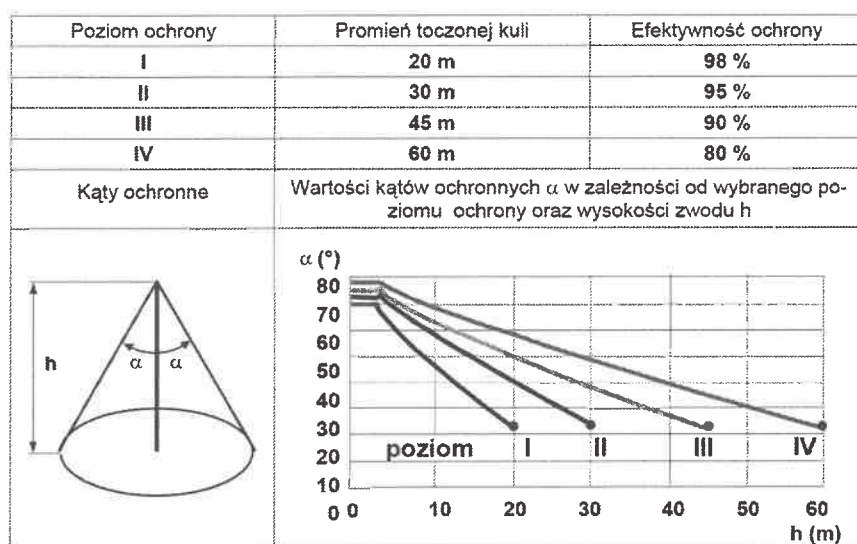 Poziom ochrony Promień toczonej kuli Efektywność ochrony
I 20 m 98 %
II 30 m 95 %
III 45 m 90 %
IV 60 m 80 %
Kąty ochronne
Wartości kątów ochronnych α w zależności od wybranego po-
ziomu ochrony oraz wysokości zwodu h
h
α α
α (°)
80
70
60
50
40
30
20
10
0
poziom I II III IV
0 10 20 30 40 50 60
h (m)